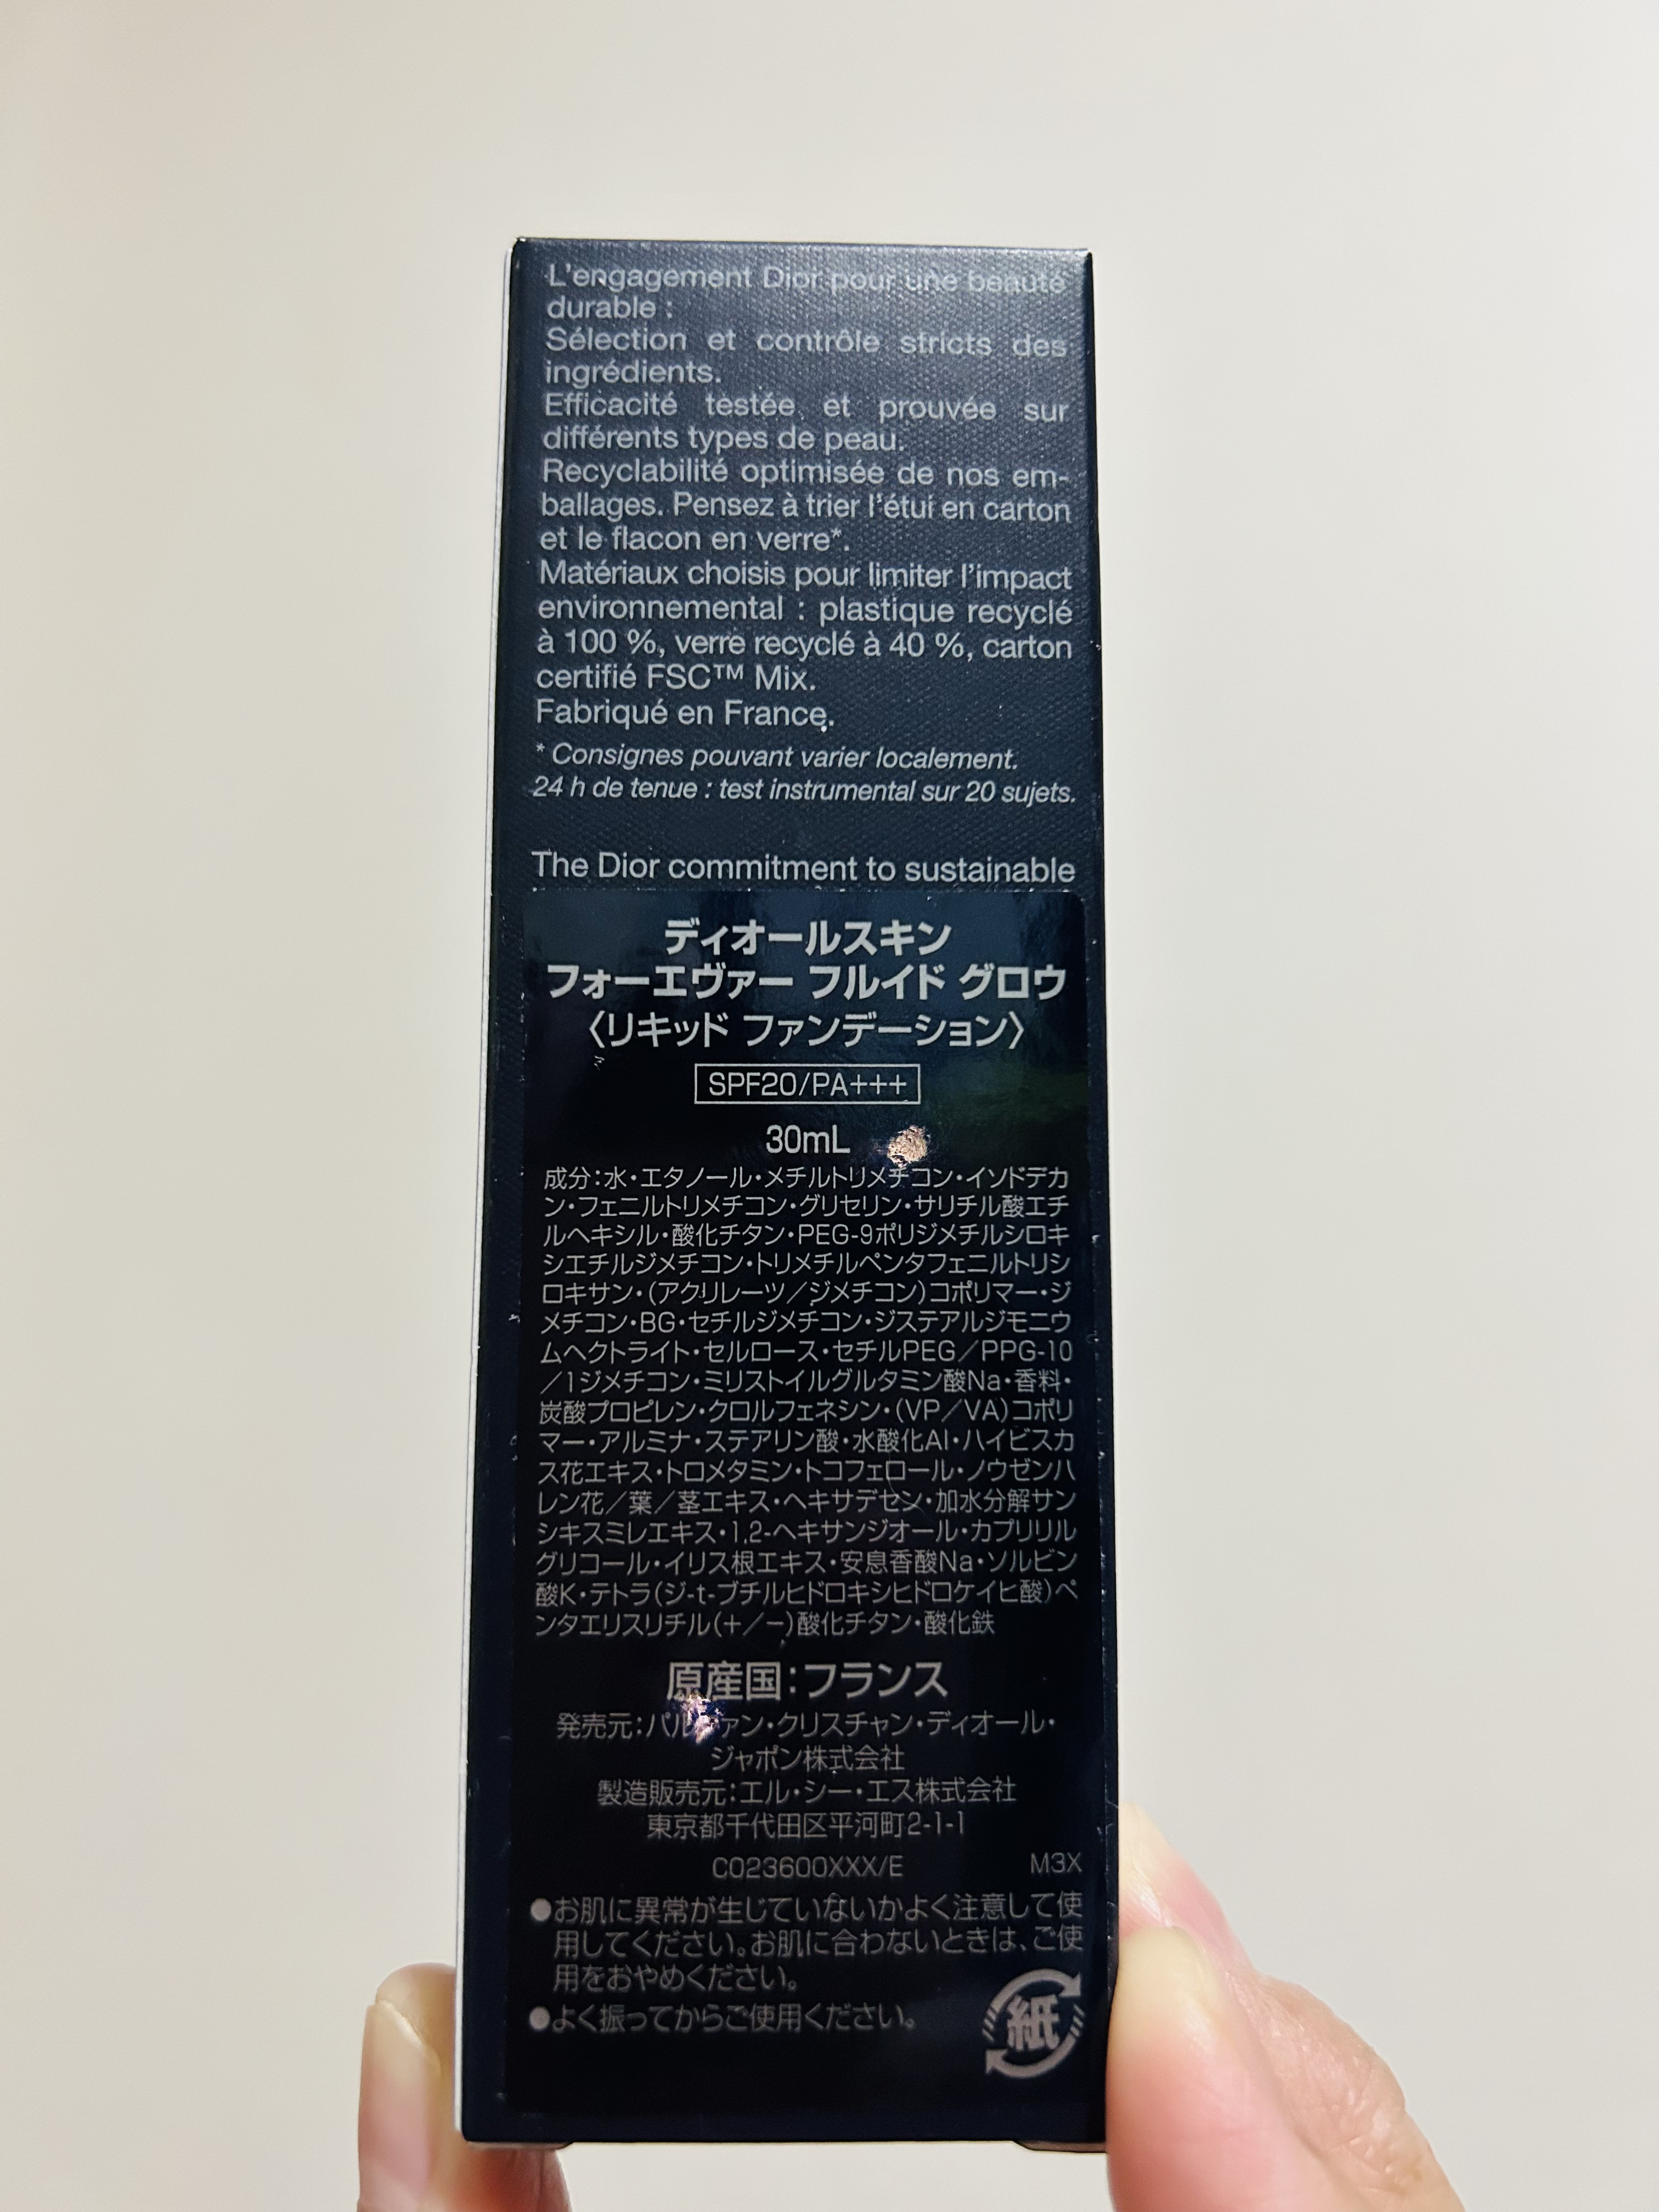 L'engagement Dior pour une beauté
durable :
Sélection et contrôle stricts des
ingrédients.
Efficacité testée et prouvée sur
différents types de peau.
Recyclabilité optimisée de nos em-
ballages. Pensez à trier l'étui en carton
et le flacon en verre*.
Matériaux choisis pour limiter l'impact
environnemental : plastique recyclé
à 100 %, verre recyclé à 40 %, carton
certifié FSC™ Mix.
Fabriqué en France.
* Consignes pouvant varier localement.
24 h de tenue : test instrumental sur 20 sujets.
The Dior commitment to sustainable
ディオールスキン
フォーエヴァー フルイド グロウ
〈リキッド ファンデーション〉
SPF20/PA+++
30mL
成分：水・エタノール・メチルトリメチコン・イソドデカ
ン・フェニルトリメチコン・グリセリン・サリチル酸エチ
ルヘキシル・酸化チタン・PEG-9ポリジメチルシロキ
シエチルジメチコン・トリメチルペンタフェニルトリシ
ロキサン・(アクリレーツ／ジメチコン)コポリマー・ジ
メチコン・BG・セチルジメチコン・ジステアルジモニウ
ムヘクトライト・セルロース・セチルPEG／PPG-10
／1ジメチコン・ミリストイルグルタミン酸Na・香料・
炭酸プロピレン・クロルフェネシン・(VP／VA)コポリ
マー・アルミナ・ステアリン酸・水酸化Al・ハイビスカ
ス花エキス・トロメタミン・トコフェロール・ノウゼンハ
レン花／葉／茎エキス・ヘキサデセン・加水分解サン
シキスミレエキス・1,2-ヘキサンジオール・カプリリル
グリコール・イリス根エキス・安息香酸Na・ソルビン
酸K・テトラ(ジ-t-ブチルヒドロキシヒドロケイヒ酸)ペ
ンタエリスリチル(+／−)酸化チタン・酸化鉄
原産国：フランス
発売元：パルファン・クリスチャン・ディオール・
ジャポン株式会社
製造販売元：エル・シー・エス株式会社
東京都千代田区平河町2-1-1
C023600XXX/E M3X
●お肌に異常が生じていないかよく注意して使
用してください。お肌に合わないときは、ご使
用をおやめください。
●よく振ってからご使用ください。
紙